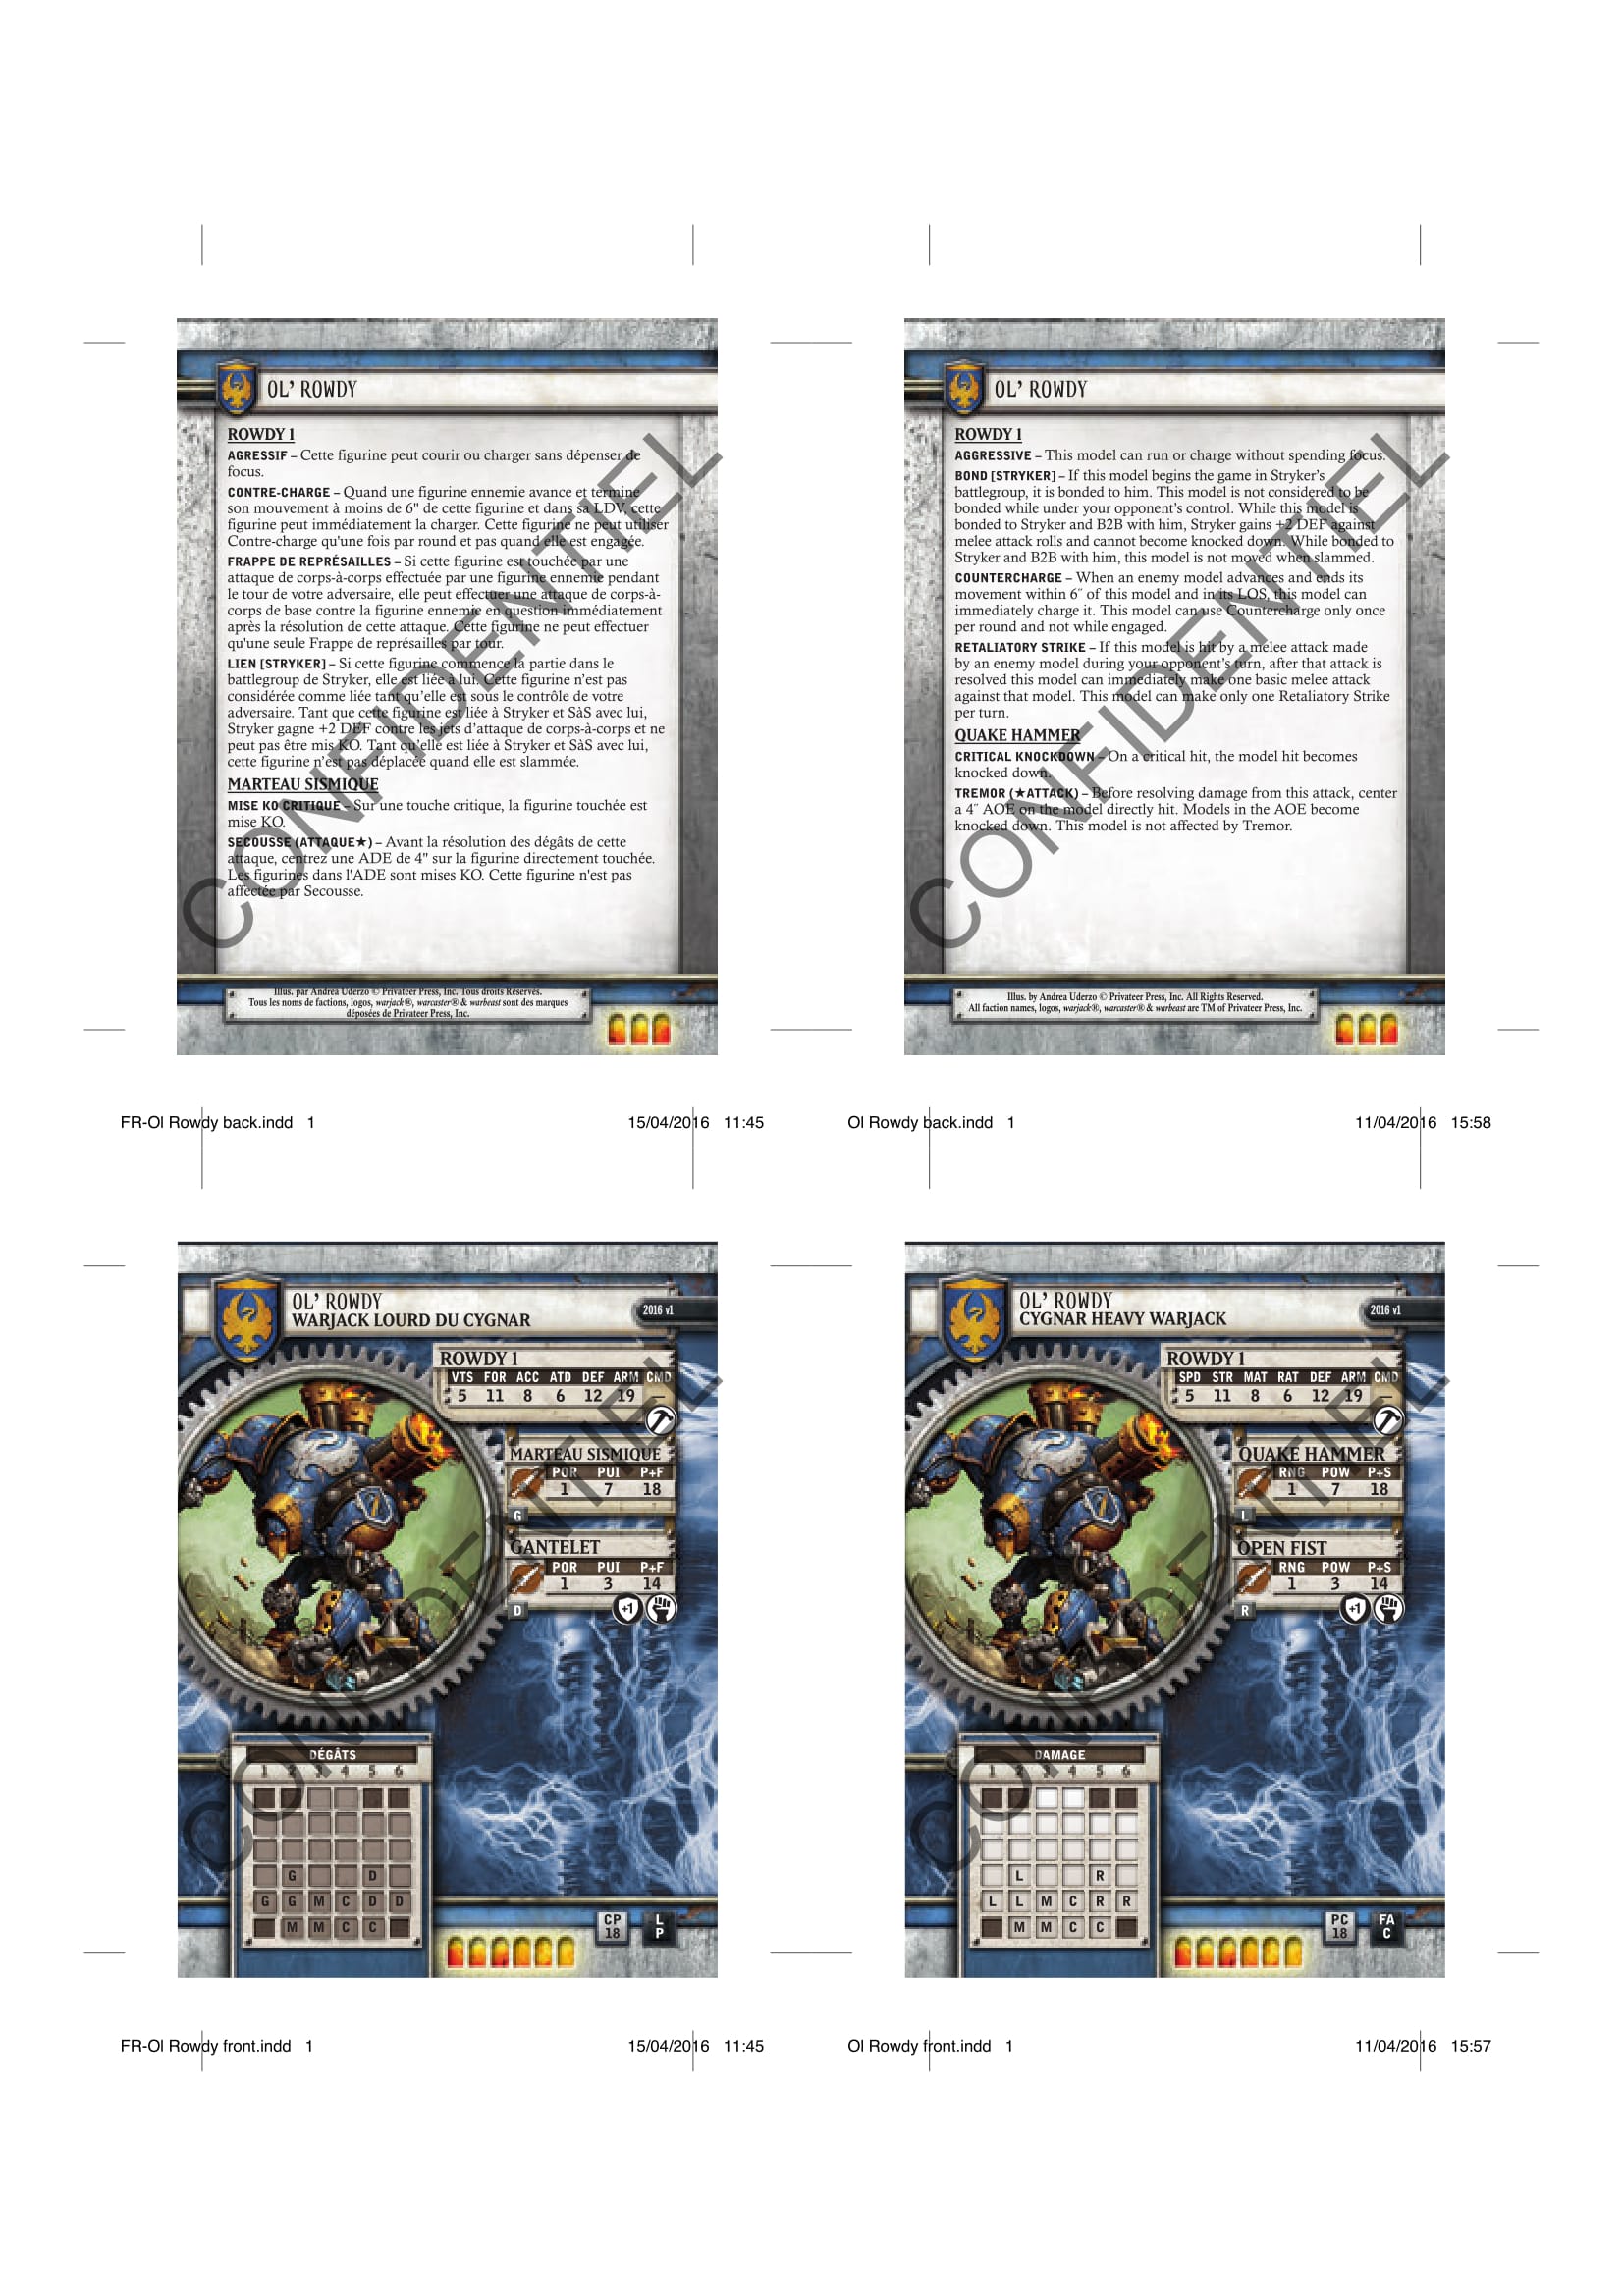 OL' ROWDY
ROWDY 1
AGRESSIF – Cette figurine peut courir ou charger sans dépenser de
focus.
CONTRE-CHARGE – Quand une figurine ennemie avance et termine
son mouvement à moins de 6" de cette figurine et dans sa LDV, cette
figurine peut immédiatement la charger. Cette figurine ne peut utiliser
Contre-charge qu'une fois par round et pas quand elle est engagée.
FRAPPE DE REPRÉSAILLES – Si cette figurine est touchée par une
attaque de corps-à-corps effectuée par une figurine ennemie pendant
le tour de votre adversaire, elle peut effectuer une attaque de corps-à-
corps de base contre la figurine ennemie en question immédiatement
après la résolution de cette attaque. Cette figurine ne peut effectuer
qu'une seule Frappe de représailles par tour.
LIEN [STRYKER] – Si cette figurine commence la partie dans le
battlegroup de Stryker, elle est liée à lui. Cette figurine n'est pas
considérée comme liée tant qu'elle est sous le contrôle de votre
adversaire. Tant que cette figurine est liée à Stryker et SàS avec lui,
Stryker gagne +2 DEF contre les jets d'attaque de corps-à-corps et ne
peut pas être mis KO. Tant qu'elle est liée à Stryker et SàS avec lui,
cette figurine n'est pas déplacée quand elle est slammée.
MARTEAU SISMIQUE
MISE KO CRITIQUE – Sur une touche critique, la figurine touchée est
mise KO.
SECOUSSE (ATTAQUE★) – Avant la résolution des dégâts de cette
attaque, centrez une ADE de 4" sur la figurine directement touchée.
Les figurines dans l'ADE sont mises KO. Cette figurine n'est pas
affectée par Secousse.
CONFIDENTIEL
Illus. par Andrea Uderzo © Privateer Press, Inc. Tous droits Réservés.
Tous les noms de factions, logos, warjack®, warcaster® & warbeast sont des marques
déposées de Privateer Press, Inc.
FR-Ol Rowdy back.indd 1
15/04/2016 11:45
OL' ROWDY
ROWDY 1
AGGRESSIVE – This model can run or charge without spending focus.
BOND [STRYKER] – If this model begins the game in Stryker's
battlegroup, it is bonded to him. This model is not considered to be
bonded while under your opponent's control. While this model is
bonded to Stryker and B2B with him, Stryker gains +2 DEF against
melee attack rolls and cannot become knocked down. While bonded to
Stryker and B2B with him, this model is not moved when slammed.
COUNTERCHARGE – When an enemy model advances and ends its
movement within 6˝ of this model and in its LOS, this model can
immediately charge it. This model can use Countercharge only once
per round and not while engaged.
RETALIATORY STRIKE – If this model is hit by a melee attack made
by an enemy model during your opponent's turn, after that attack is
resolved this model can immediately make one basic melee attack
against that model. This model can make only one Retaliatory Strike
per turn.
QUAKE HAMMER
CRITICAL KNOCKDOWN – On a critical hit, the model hit becomes
knocked down.
TREMOR (★ATTACK) – Before resolving damage from this attack, center
a 4˝ AOE on the model directly hit. Models in the AOE become
knocked down. This model is not affected by Tremor.
CONFIDENTIEL
Illus. by Andrea Uderzo © Privateer Press, Inc. All Rights Reserved.
All faction names, logos, warjack®, warcaster® & warbeast are TM of Privateer Press, Inc.
Ol Rowdy back.indd 1
11/04/2016 15:58
OL' ROWDY
WARJACK LOURD DU CYGNAR
2016 v1
ROWDY 1
VTS FOR ACC ATD DEF ARM CMD
5 11 8 6 12 19 —
MARTEAU SISMIQUE
POR PUI P+F
1 7 18
G
GANTELET
POR PUI P+F
1 3 14
D
+1
DÉGÂTS
1 2 3 4 5 6
G D
G G M C D D
M M C C
CP
18
L
P
CONFIDENTIEL
FR-Ol Rowdy front.indd 1
15/04/2016 11:45
OL' ROWDY
CYGNAR HEAVY WARJACK
2016 v1
ROWDY 1
SPD STR MAT RAT DEF ARM CMD
5 11 8 6 12 19 —
QUAKE HAMMER
RNG POW P+S
1 7 18
L
OPEN FIST
RNG POW P+S
1 3 14
R
+1
DAMAGE
1 2 3 4 5 6
L R
L L M C R R
M M C C
PC
18
FA
C
CONFIDENTIEL
Ol Rowdy front.indd 1
11/04/2016 15:57